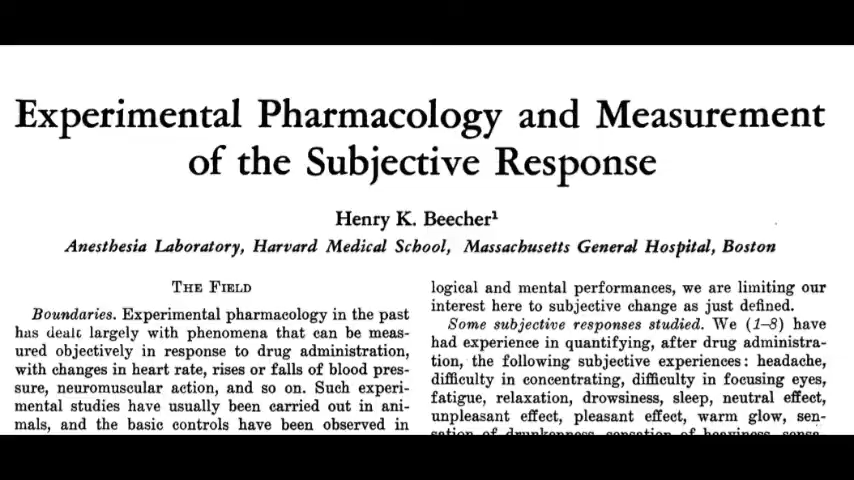 Experimental Pharmacology and Measurement
of the Subjective Response
Henry K. Beecher¹
Anesthesia Laboratory, Harvard Medical School, Massachusetts General Hospital, Boston
THE FIELD
Boundaries. Experimental pharmacology in the past
has dealt largely with phenomena that can be meas-
ured objectively in response to drug administration,
with changes in heart rate, rises or falls of blood pres-
sure, neuromuscular action, and so on. Such experi-
mental studies have usually been carried out in ani-
mals, and the basic controls have been observed in
logical and mental performances, we are limiting our
interest here to subjective change as just defined.
Some subjective responses studied. We (1–8) have
had experience in quantifying, after drug administra-
tion, the following subjective experiences: headache,
difficulty in concentrating, difficulty in focusing eyes,
fatigue, relaxation, drowsiness, sleep, neutral effect,
unpleasant effect, pleasant effect, warm glow, sen-
sation of drunkenness, sensation of heaviness, sense